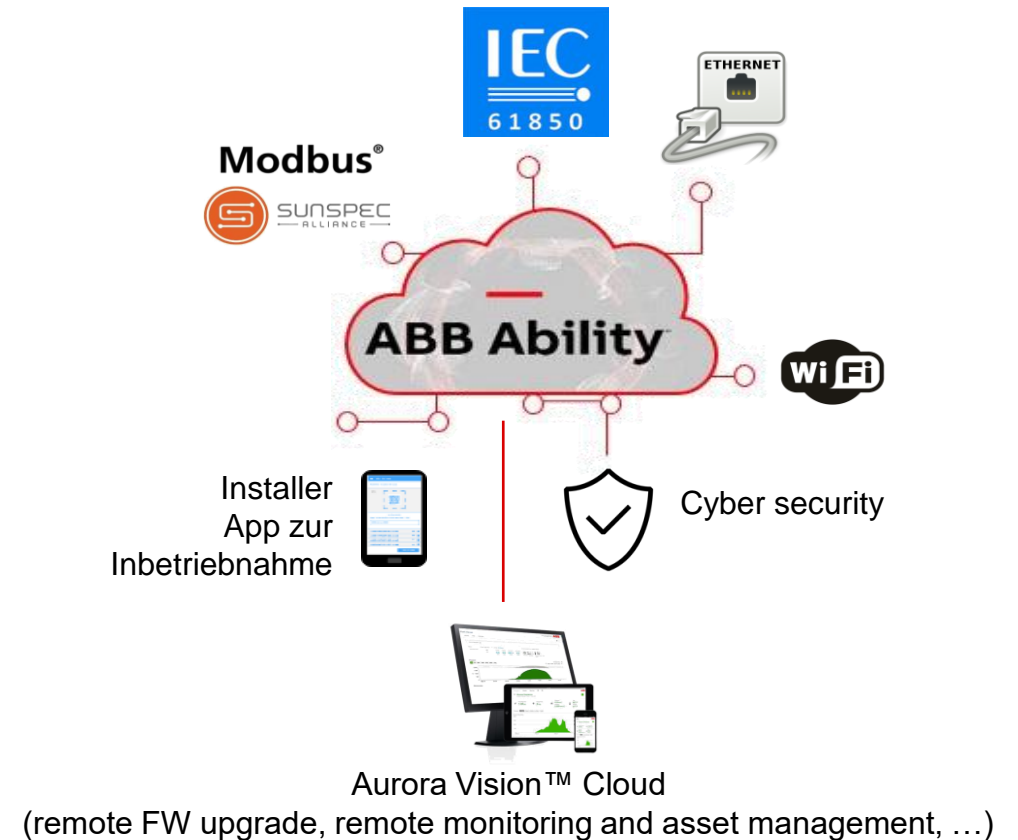 IEC
61850
ETHERNET
Modbus®
SUNSPEC
ALLIANCE
ABB Ability™
WiFi
Installer
App zur
Inbetriebnahme
Cyber security
Aurora Vision™ Cloud
(remote FW upgrade, remote monitoring and asset management, …)